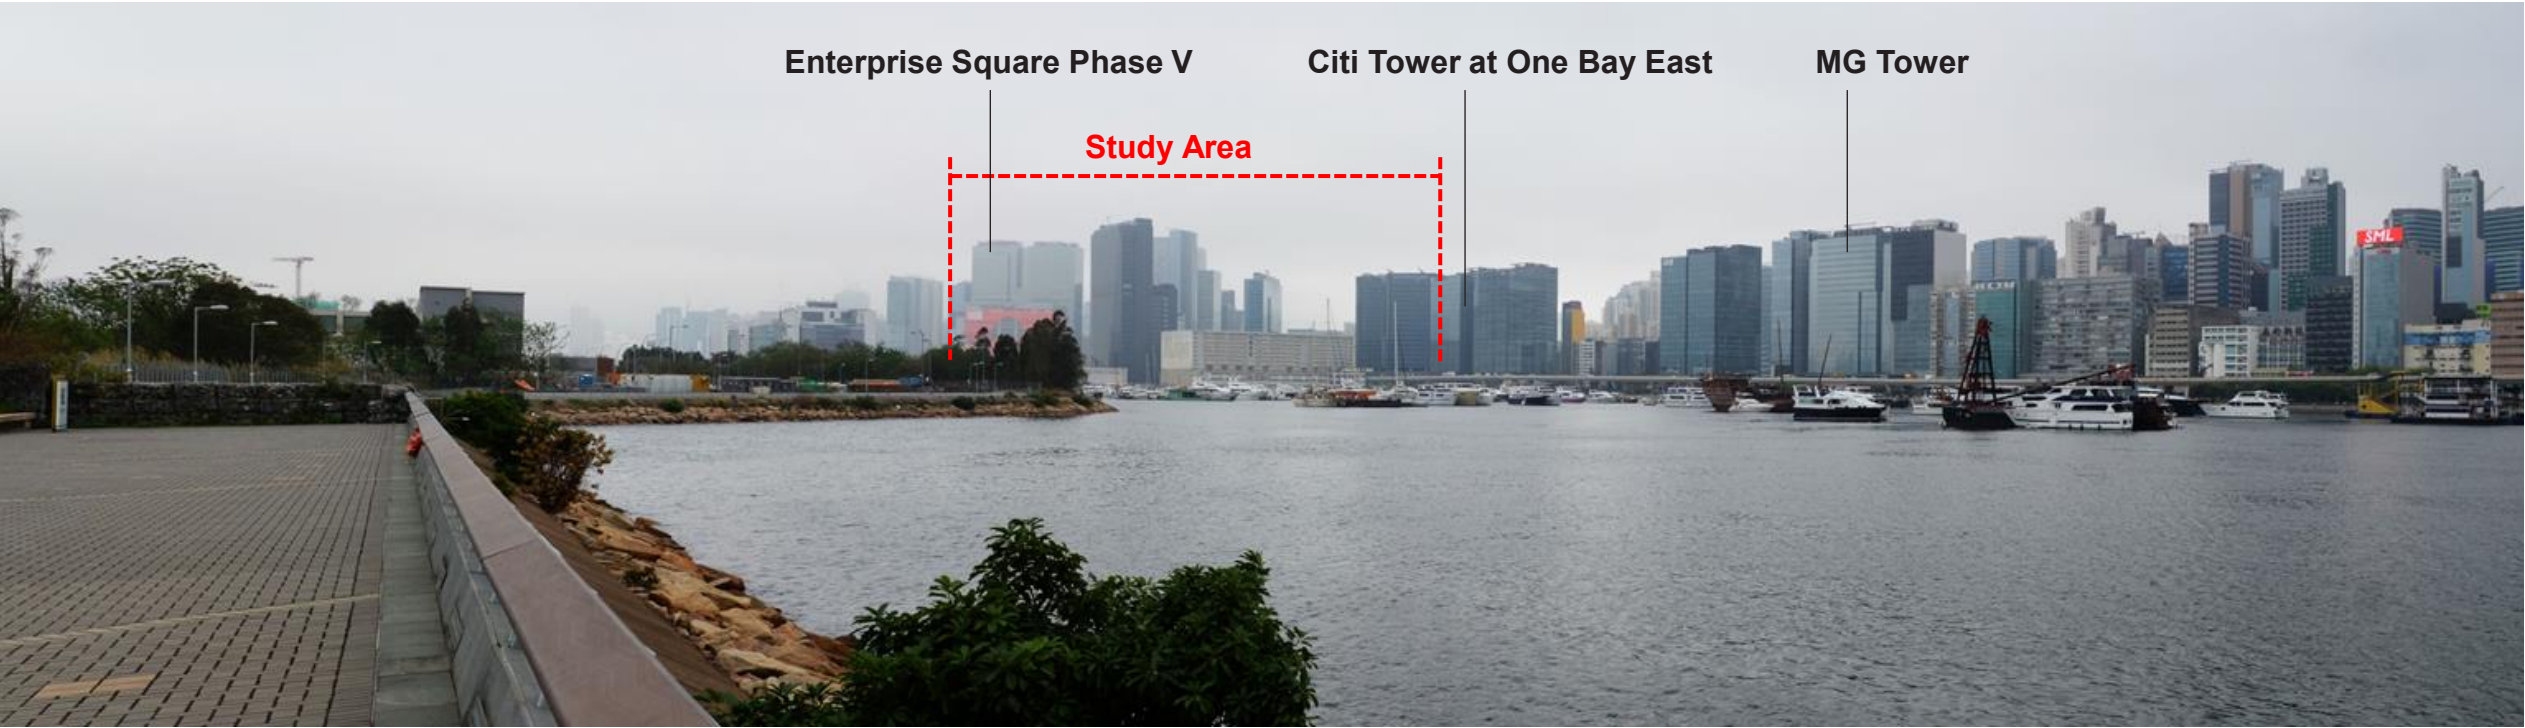 Enterprise Square Phase V
Citi Tower at One Bay East
MG Tower
Study Area
SML